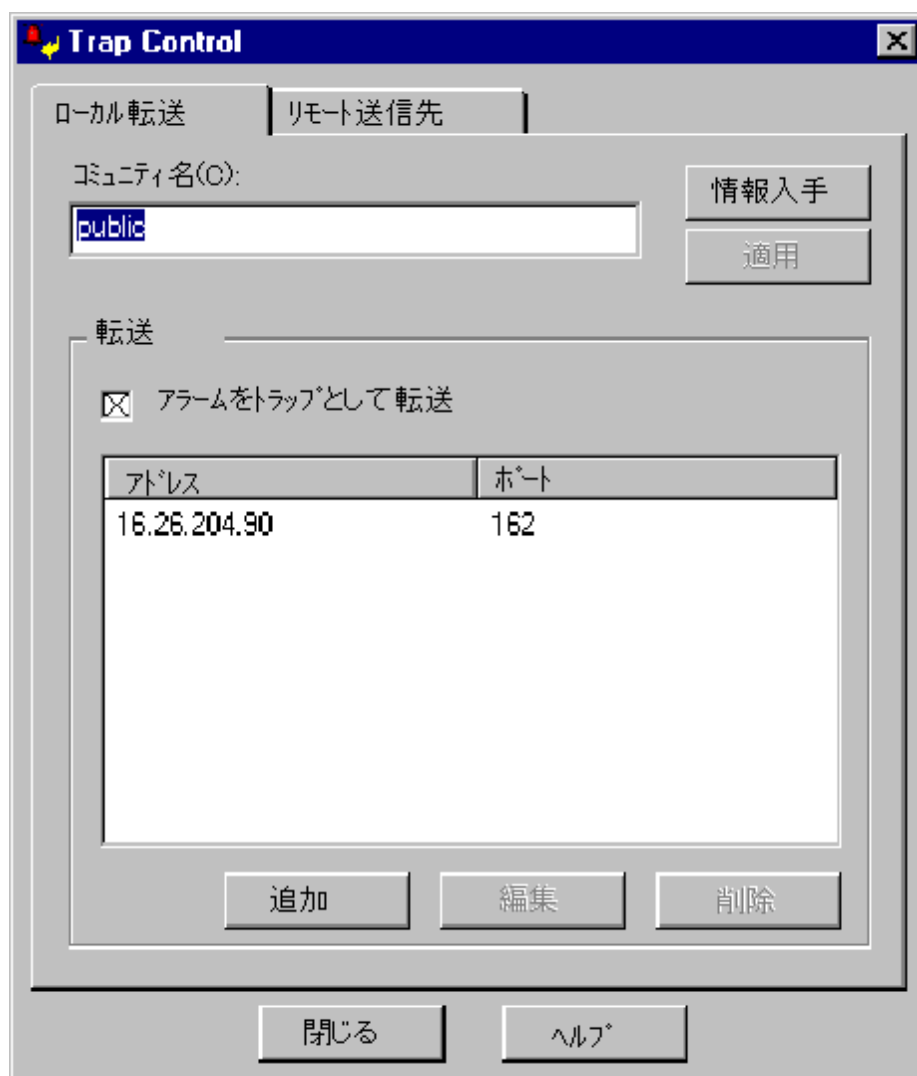 Trap Control
ローカル転送
リモート送信先
コミュニティ名(C):
情報入手
public
適用
転送
アラームをトラップとして転送
アドレス ポート
16.26.204.90 162
追加 編集 削除
閉じる ヘルプ